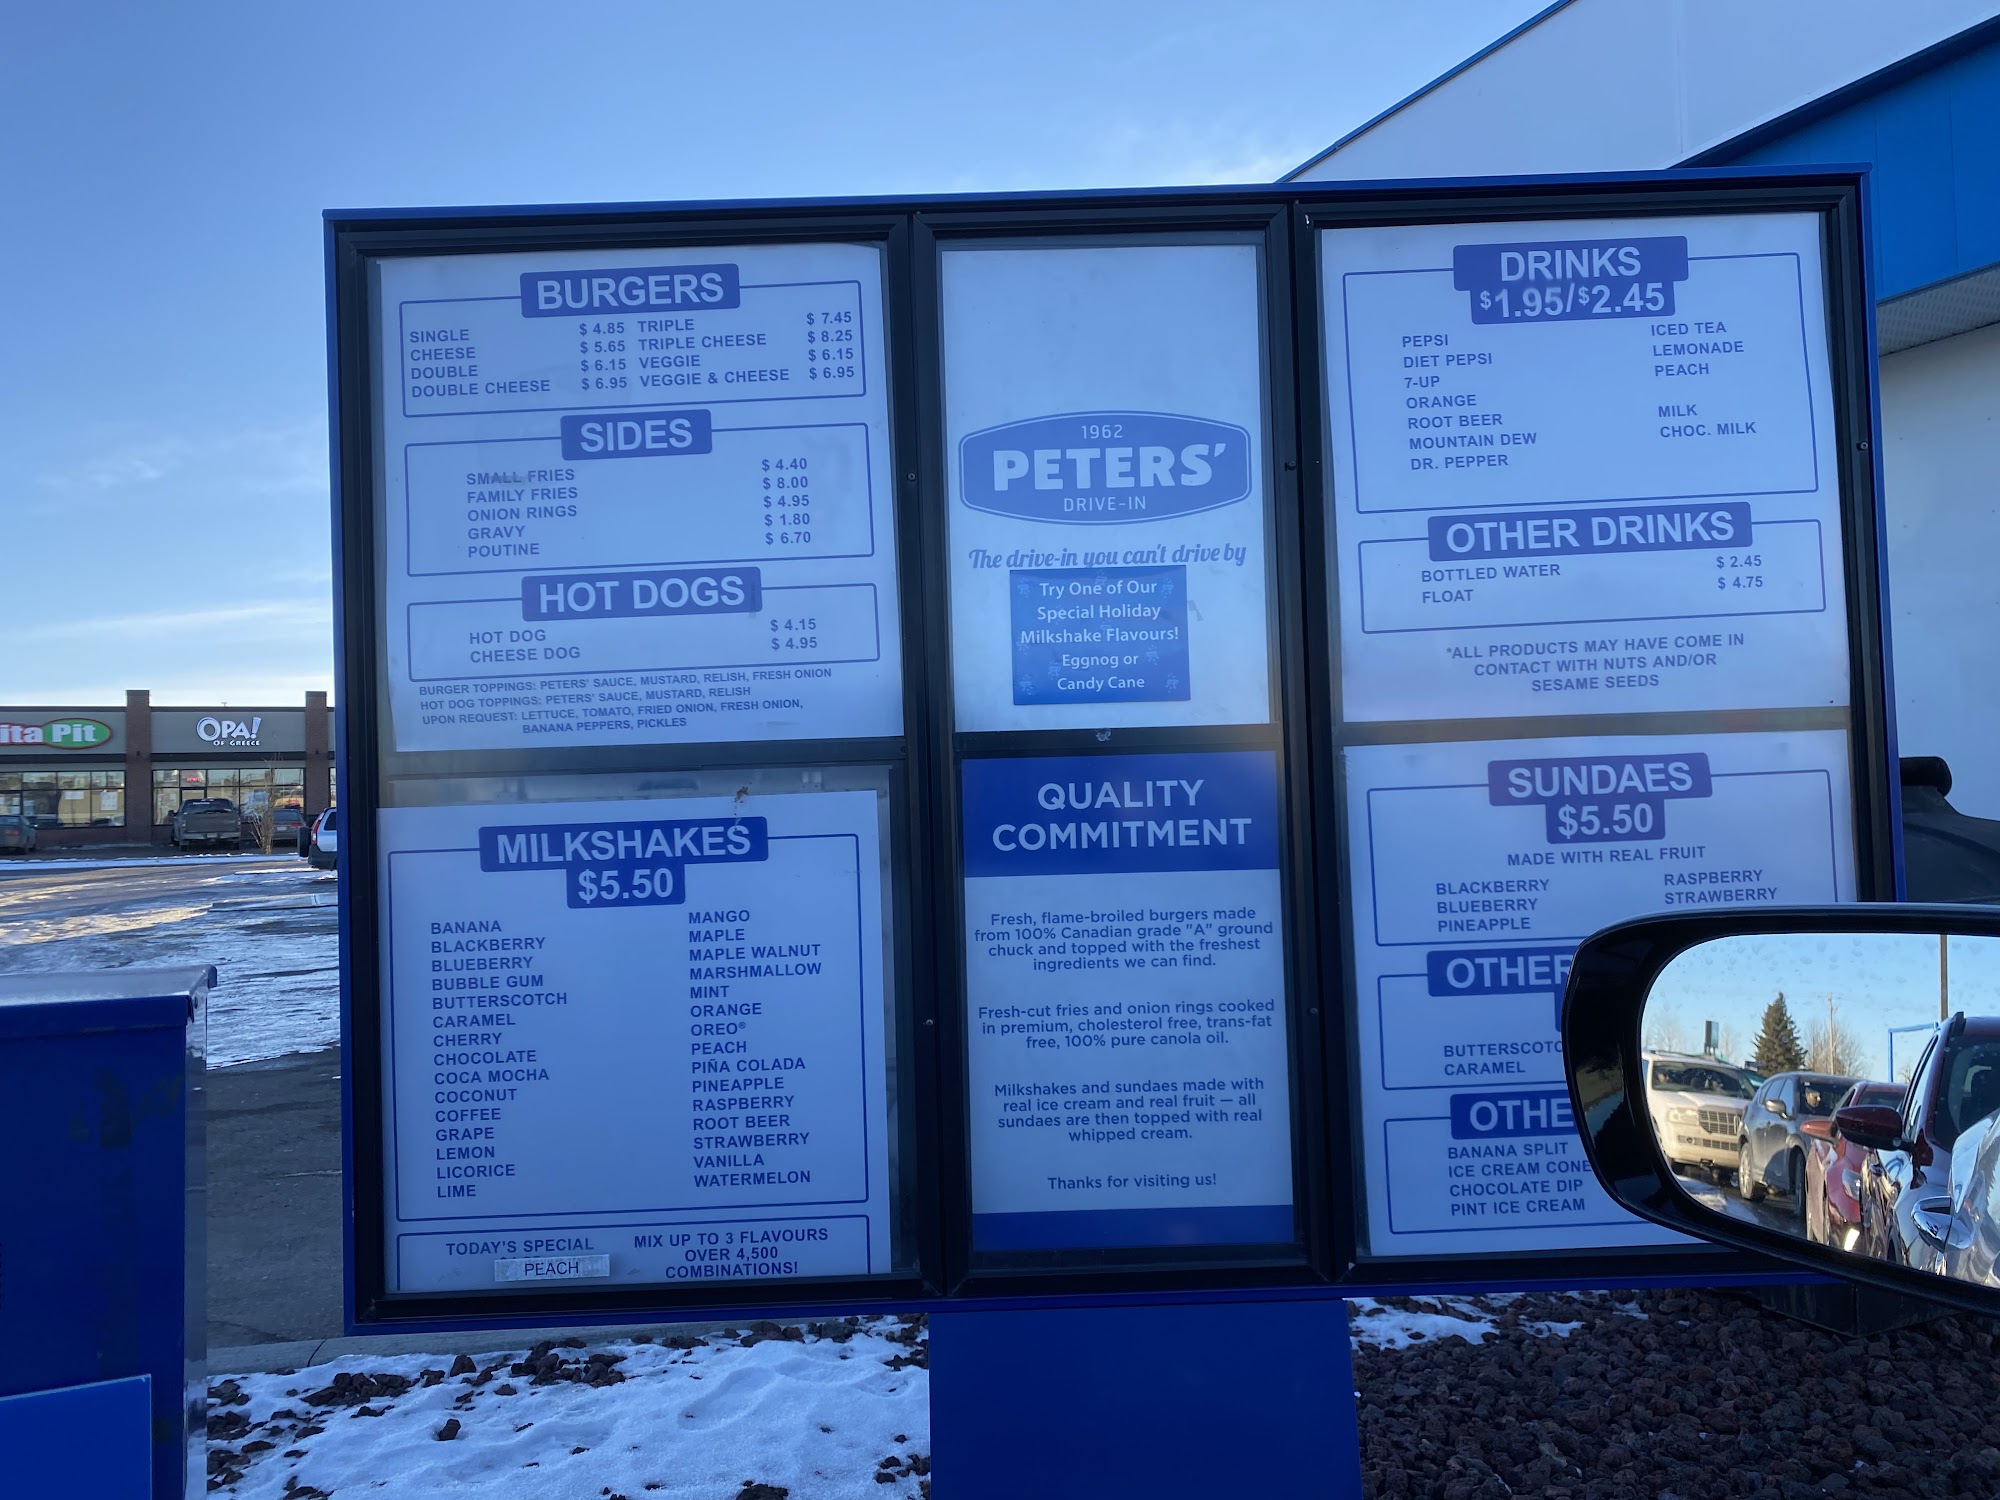 ita Pit
OPA!
OF GREECE
BURGERS
SINGLE $ 4.85
CHEESE $ 5.65
DOUBLE $ 6.15
DOUBLE CHEESE $ 6.95
TRIPLE $ 7.45
TRIPLE CHEESE $ 8.25
VEGGIE $ 6.15
VEGGIE & CHEESE $ 6.95
SIDES
SMALL FRIES $ 4.40
FAMILY FRIES $ 8.00
ONION RINGS $ 4.95
GRAVY $ 1.80
POUTINE $ 6.70
HOT DOGS
HOT DOG $ 4.15
CHEESE DOG $ 4.95
BURGER TOPPINGS: PETERS' SAUCE, MUSTARD, RELISH, FRESH ONION
HOT DOG TOPPINGS: PETERS' SAUCE, MUSTARD, RELISH
UPON REQUEST: LETTUCE, TOMATO, FRIED ONION, FRESH ONION,
BANANA PEPPERS, PICKLES
MILKSHAKES
$5.50
BANANA
BLACKBERRY
BLUEBERRY
BUBBLE GUM
BUTTERSCOTCH
CARAMEL
CHERRY
CHOCOLATE
COCA MOCHA
COCONUT
COFFEE
GRAPE
LEMON
LICORICE
LIME
MANGO
MAPLE
MAPLE WALNUT
MARSHMALLOW
MINT
ORANGE
OREO®
PEACH
PIÑA COLADA
PINEAPPLE
RASPBERRY
ROOT BEER
STRAWBERRY
VANILLA
WATERMELON
TODAY'S SPECIAL
PEACH
MIX UP TO 3 FLAVOURS
OVER 4,500
COMBINATIONS!
1962
PETERS'
DRIVE-IN
The drive-in you can't drive by
Try One of Our
Special Holiday
Milkshake Flavours!
Eggnog or
Candy Cane
QUALITY
COMMITMENT
Fresh, flame-broiled burgers made
from 100% Canadian grade "A" ground
chuck and topped with the freshest
ingredients we can find.
Fresh-cut fries and onion rings cooked
in premium, cholesterol free, trans-fat
free, 100% pure canola oil.
Milkshakes and sundaes made with
real ice cream and real fruit — all
sundaes are then topped with real
whipped cream.
Thanks for visiting us!
DRINKS
$1.95/$2.45
PEPSI
DIET PEPSI
7-UP
ORANGE
ROOT BEER
MOUNTAIN DEW
DR. PEPPER
ICED TEA
LEMONADE
PEACH
MILK
CHOC. MILK
OTHER DRINKS
BOTTLED WATER $ 2.45
FLOAT $ 4.75
*ALL PRODUCTS MAY HAVE COME IN
CONTACT WITH NUTS AND/OR
SESAME SEEDS
SUNDAES
$5.50
MADE WITH REAL FRUIT
BLACKBERRY
BLUEBERRY
PINEAPPLE
RASPBERRY
STRAWBERRY
OTHER
BUTTERSCOTC
CARAMEL
OTHE
BANANA SPLIT
ICE CREAM CONE
CHOCOLATE DIP
PINT ICE CREAM